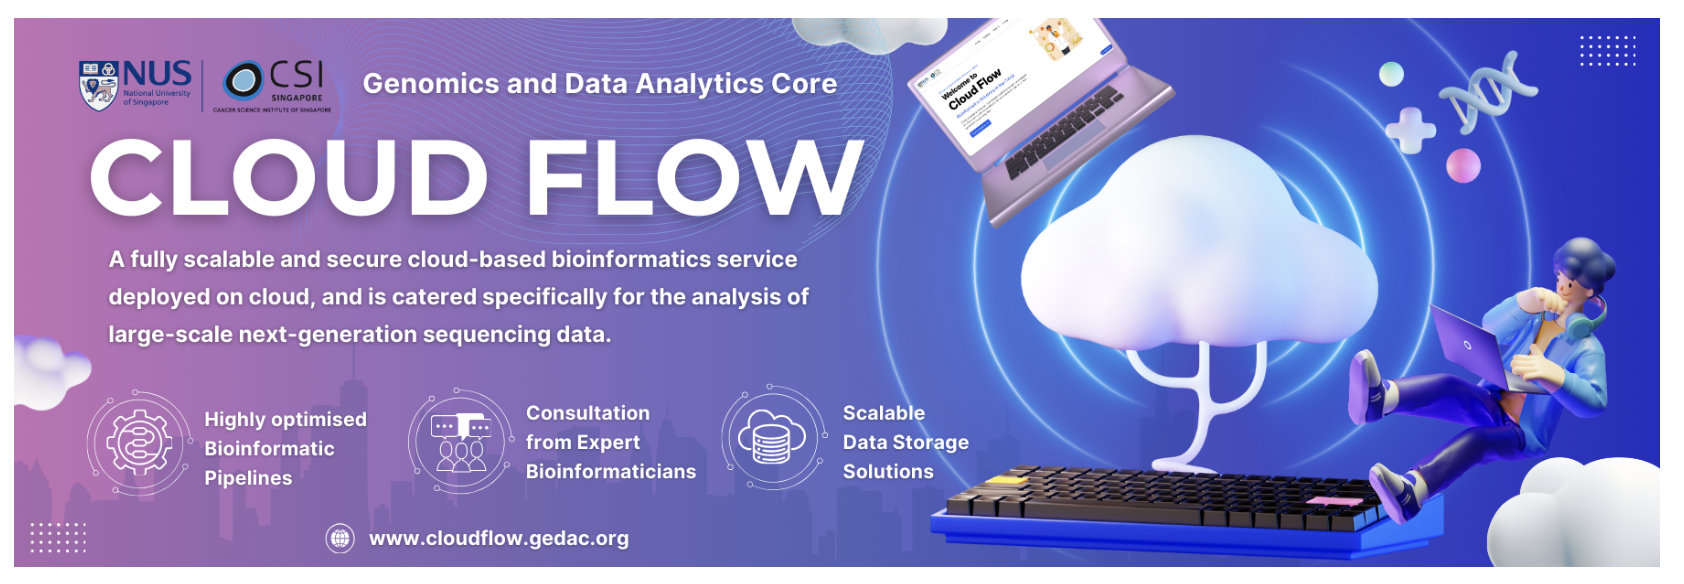 NUS
National University
of Singapore
CSI
SINGAPORE
CANCER SCIENCE INSTITUTE OF SINGAPORE
Genomics and Data Analytics Core
CLOUD FLOW
A fully scalable and secure cloud-based bioinformatics service
deployed on cloud, and is catered specifically for the analysis of
large-scale next-generation sequencing data.
Highly optimised
Bioinformatic
Pipelines
Consultation
from Expert
Bioinformaticians
Scalable
Data Storage
Solutions
www.cloudflow.gedac.org
Welcome to
Cloud Flow